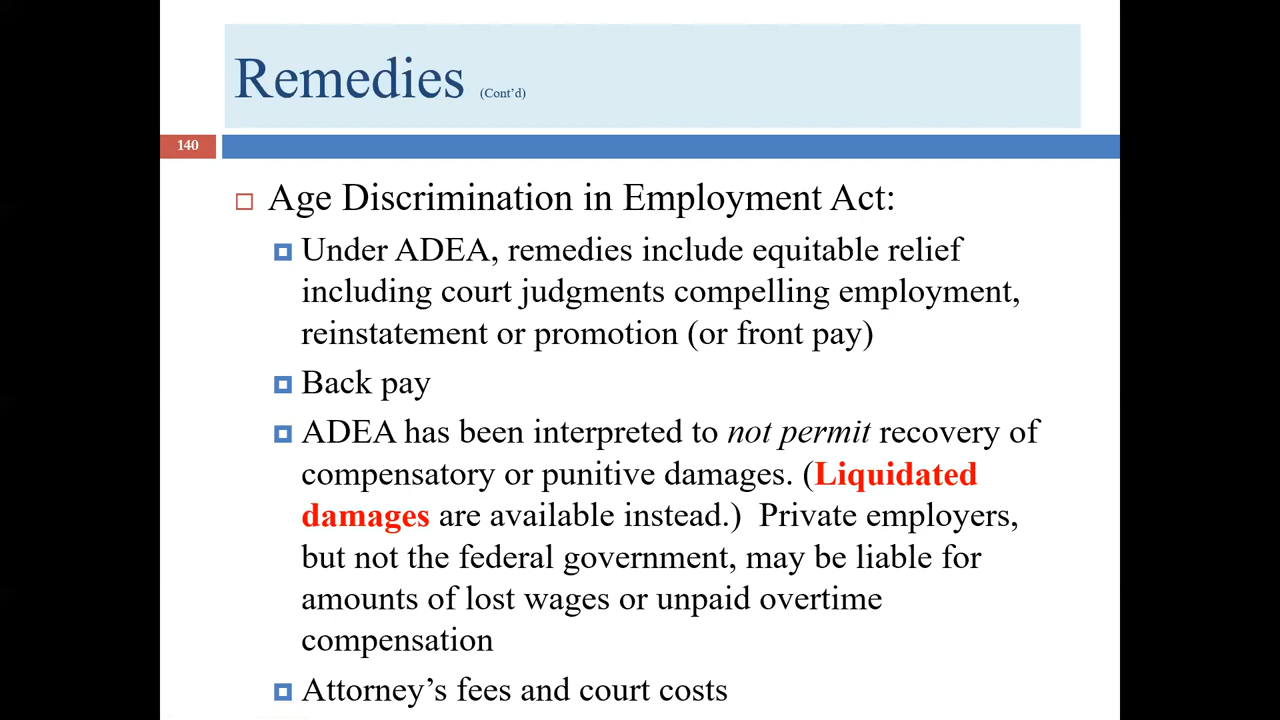 Remedies (Cont’d)
140
Age Discrimination in Employment Act:
Under ADEA, remedies include equitable relief
including court judgments compelling employment,
reinstatement or promotion (or front pay)
Back pay
ADEA has been interpreted to not permit recovery of
compensatory or punitive damages. (Liquidated
damages are available instead.) Private employers,
but not the federal government, may be liable for
amounts of lost wages or unpaid overtime
compensation
Attorney’s fees and court costs